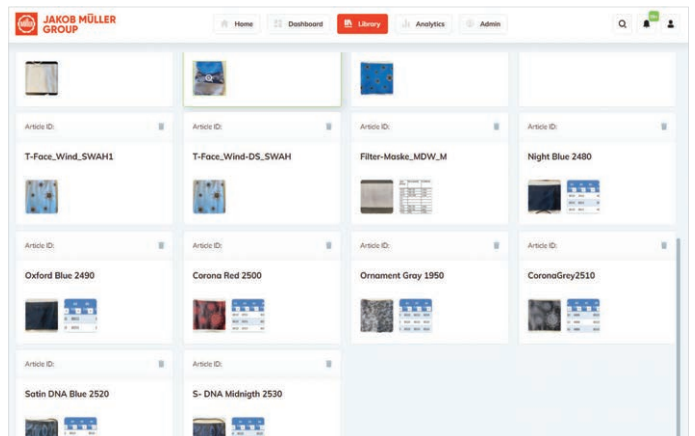 JAKOB MÜLLER
GROUP
Home
Dashboard
Library
Analytics
Admin
Article ID:
Article ID:
Article ID:
Article ID:
T-Face_Wind_SWAH1
T-Face_Wind-DS_SWAH
Filter-Maske_MDW_M
Night Blue 2480
Article ID:
Article ID:
Article ID:
Article ID:
Oxford Blue 2490
Corona Red 2500
Ornament Gray 1950
CoronaGrey2510
Article ID:
Article ID:
Satin DNA Blue 2520
S- DNA Midnigth 2530